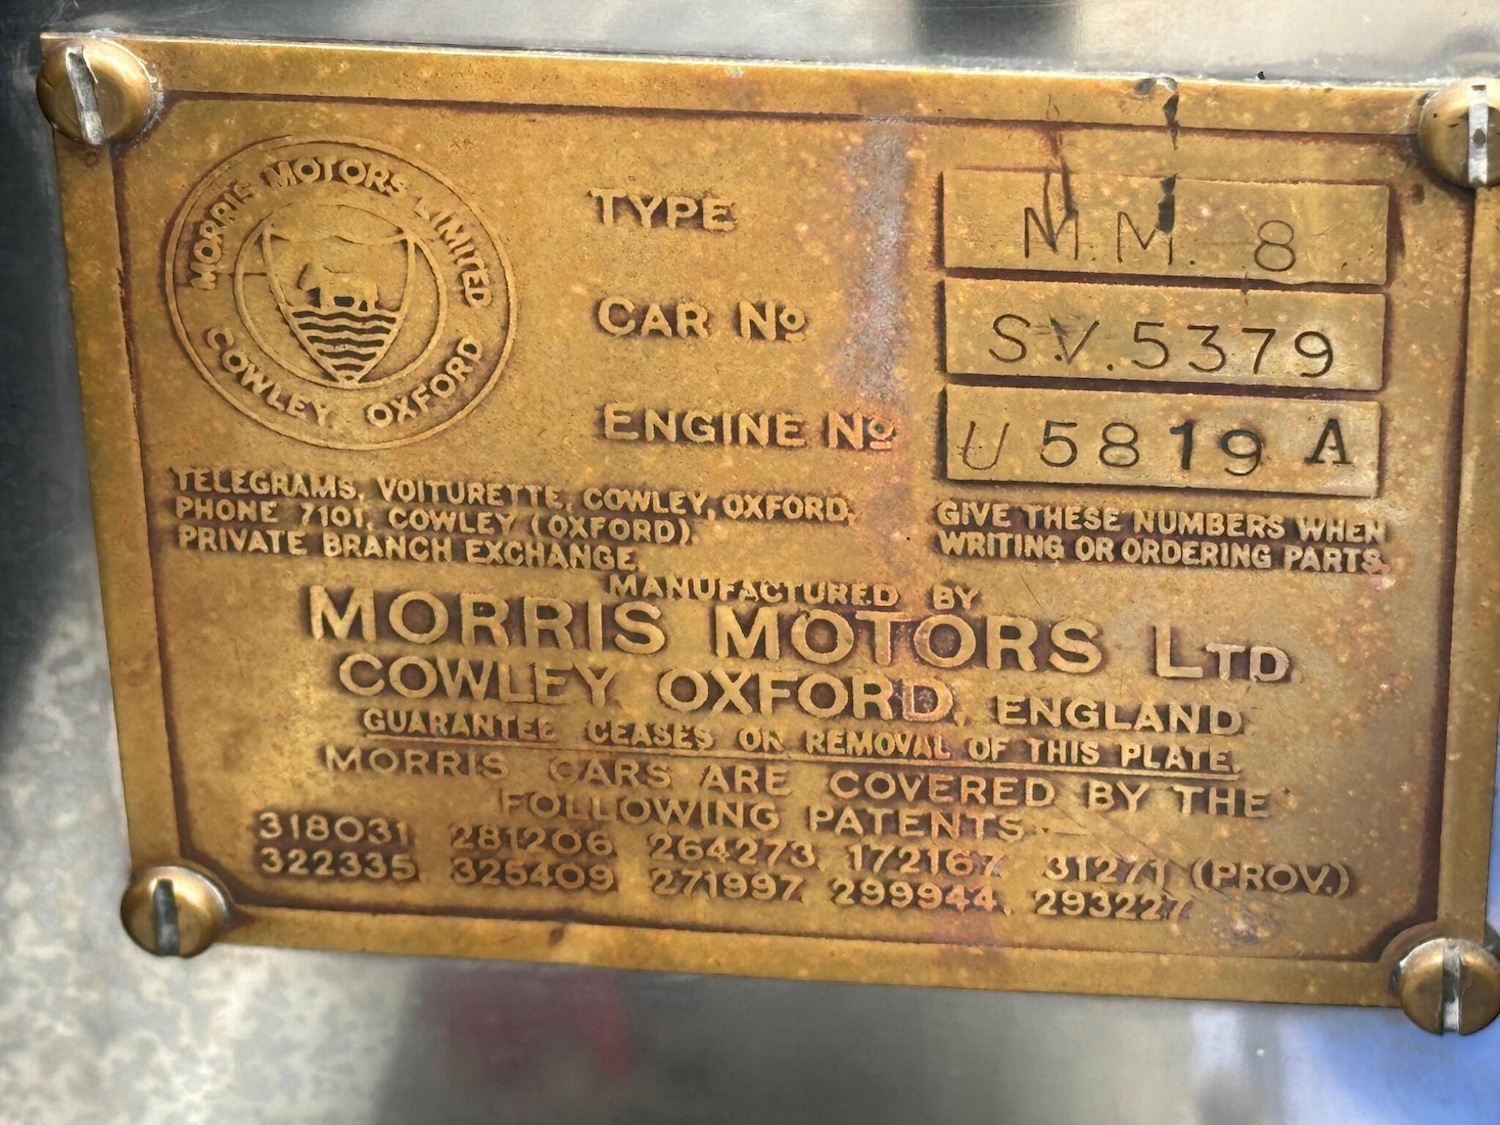 MORRIS MOTORS LIMITED
COWLEY OXFORD
TYPE M.M. 8
CAR No S.V. 5379
ENGINE No U 5819 A
TELEGRAMS, VOITURETTE, COWLEY, OXFORD.
PHONE 7101, COWLEY (OXFORD).
PRIVATE BRANCH EXCHANGE.
GIVE THESE NUMBERS WHEN
WRITING OR ORDERING PARTS.
MANUFACTURED BY
MORRIS MOTORS LTD.
COWLEY OXFORD, ENGLAND
GUARANTEE CEASES ON REMOVAL OF THIS PLATE.
MORRIS CARS ARE COVERED BY THE
FOLLOWING PATENTS:—
318031 281206 264273 172167 31271 (PROV.)
322335 325409 271997 299944 293227